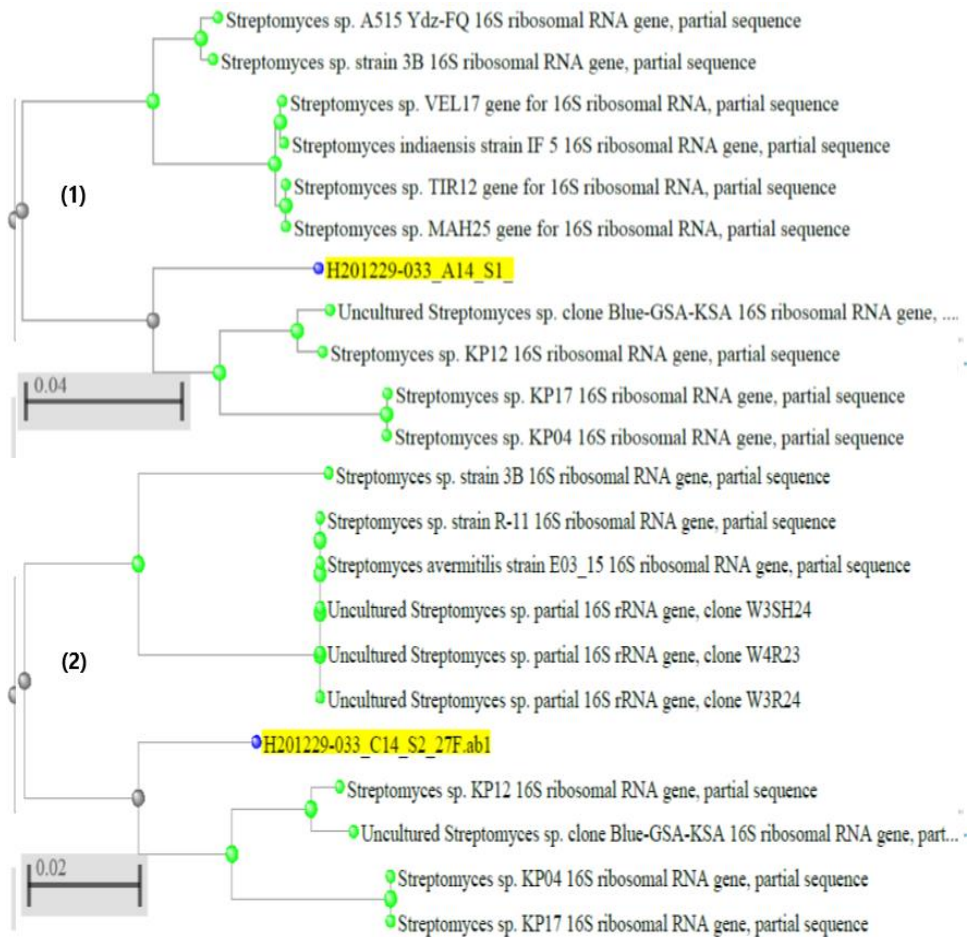 Streptomyces sp. A515 Ydz-FQ 16S ribosomal RNA gene, partial sequence
Streptomyces sp. strain 3B 16S ribosomal RNA gene, partial sequence
Streptomyces sp. VEL17 gene for 16S ribosomal RNA, partial sequence
Streptomyces indiaensis strain IF 5 16S ribosomal RNA gene, partial sequence
(1)
Streptomyces sp. TIR12 gene for 16S ribosomal RNA, partial sequence
Streptomyces sp. MAH25 gene for 16S ribosomal RNA, partial sequence
H201229-033_A14_S1_
Uncultured Streptomyces sp. clone Blue-GSA-KSA 16S ribosomal RNA gene, ....
Streptomyces sp. KP12 16S ribosomal RNA gene, partial sequence
0.04
Streptomyces sp. KP17 16S ribosomal RNA gene, partial sequence
Streptomyces sp. KP04 16S ribosomal RNA gene, partial sequence
Streptomyces sp. strain 3B 16S ribosomal RNA gene, partial sequence
Streptomyces sp. strain R-11 16S ribosomal RNA gene, partial sequence
Streptomyces avermitilis strain E03_15 16S ribosomal RNA gene, partial sequence
Uncultured Streptomyces sp. partial 16S rRNA gene, clone W3SH24
(2)
Uncultured Streptomyces sp. partial 16S rRNA gene, clone W4R23
Uncultured Streptomyces sp. partial 16S rRNA gene, clone W3R24
H201229-033_C14_S2_27F.ab1
Streptomyces sp. KP12 16S ribosomal RNA gene, partial sequence
Uncultured Streptomyces sp. clone Blue-GSA-KSA 16S ribosomal RNA gene, part...
0.02
Streptomyces sp. KP04 16S ribosomal RNA gene, partial sequence
Streptomyces sp. KP17 16S ribosomal RNA gene, partial sequence